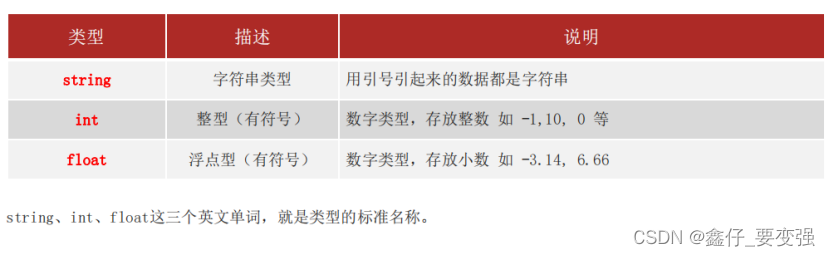 类型 描述 说明
string 字符串类型 用引号引起来的数据都是字符串
int 整型（有符号） 数字类型，存放整数 如 -1,10, 0 等
float 浮点型（有符号） 数字类型，存放小数 如 -3.14, 6.66
string、int、float这三个英文单词，就是类型的标准名称。
CSDN @鑫仔_要变强